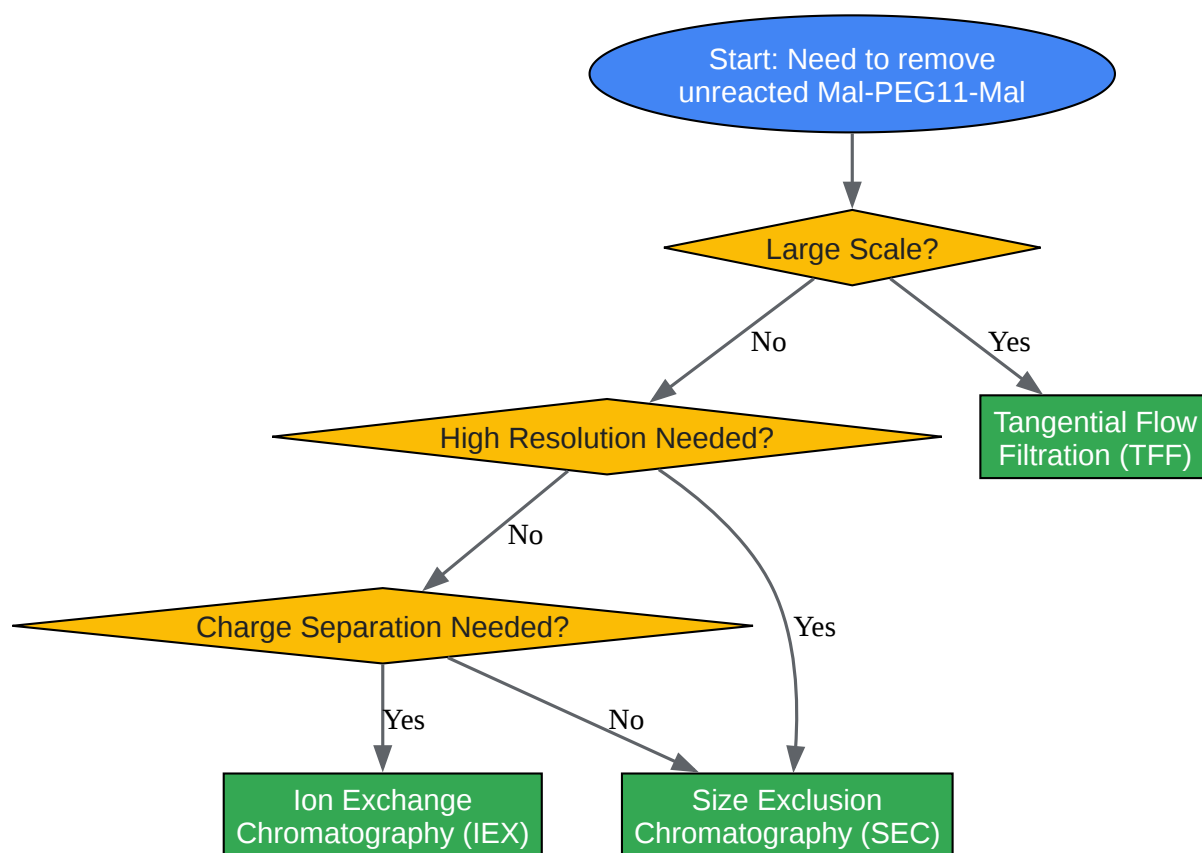 Start: Need to remove
unreacted Mal-PEG11-Mal
Large Scale?
No
Yes
Tangential Flow
Filtration (TFF)
High Resolution Needed?
No
Yes
Charge Separation Needed?
Yes
No
Ion Exchange
Chromatography (IEX)
Size Exclusion
Chromatography (SEC)